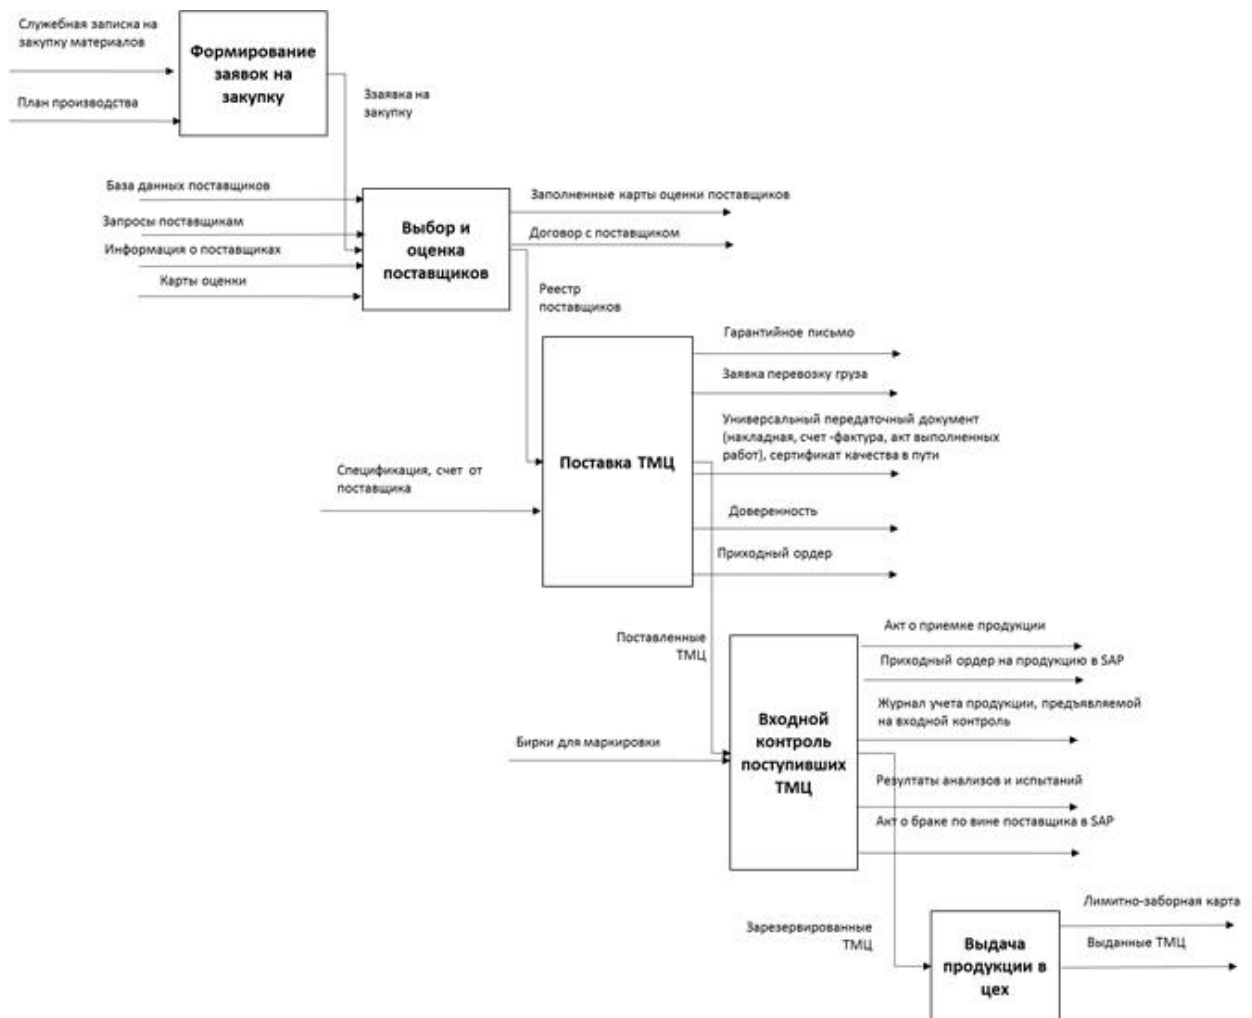 Служебная записка на
закупку материалов
План производства
Формирование
заявок на
закупку
Ззаявка на
закупку
База данных поставщиков
Запросы поставщикам
Информация о поставщиках
Карты оценки
Выбор и
оценка
поставщиков
Заполненные карты оценки поставщиков
Договор с поставщиком
Реестр
поставщиков
Спецификация, счет от
поставщика
Поставка ТМЦ
Гарантийное письмо
Заявка перевозку груза
Универсальный передаточный документ
(накладная, счет -фактура, акт выполненных
работ), сертификат качества в пути
Доверенность
Приходный ордер
Поставленные
ТМЦ
Бирки для маркировки
Входной
контроль
поступивших
ТМЦ
Акт о приемке продукции
Приходный ордер на продукцию в SAP
Журнал учета продукции, предъявляемой
на входной контроль
Результаты анализов и испытаний
Акт о браке по вине поставщика в SAP
Зарезервированные
ТМЦ
Выдача
продукции в
цех
Лимитно-заборная карта
Выданные ТМЦ